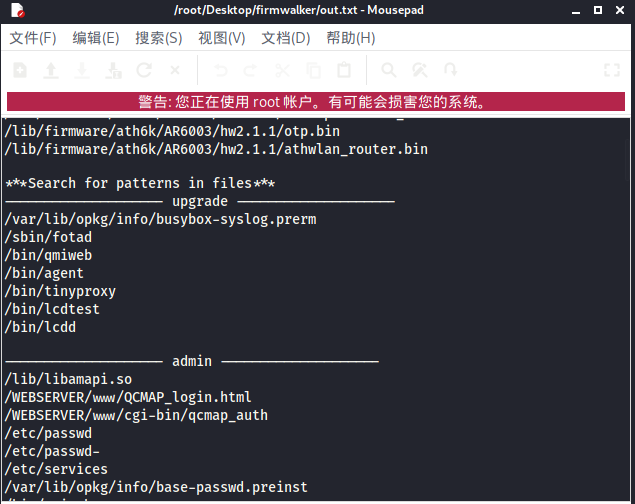 /root/Desktop/firmwalker/out.txt - Mousepad
文件(F) 编辑(E) 搜索(S) 视图(V) 文档(D) 帮助(H)
警告: 您正在使用 root 帐户。有可能会损害您的系统。
/lib/firmware/ath6k/AR6003/hw2.1.1/otp.bin
/lib/firmware/ath6k/AR6003/hw2.1.1/athwlan_router.bin
***Search for patterns in files***
-------------------- upgrade --------------------
/var/lib/opkg/info/busybox-syslog.prerm
/sbin/fotad
/bin/qmiweb
/bin/agent
/bin/tinyproxy
/bin/lcdtest
/bin/lcdd
-------------------- admin --------------------
/lib/libamapi.so
/WEBSERVER/www/QCMAP_login.html
/WEBSERVER/www/cgi-bin/qcmap_auth
/etc/passwd
/etc/passwd-
/etc/services
/var/lib/opkg/info/base-passwd.preinst